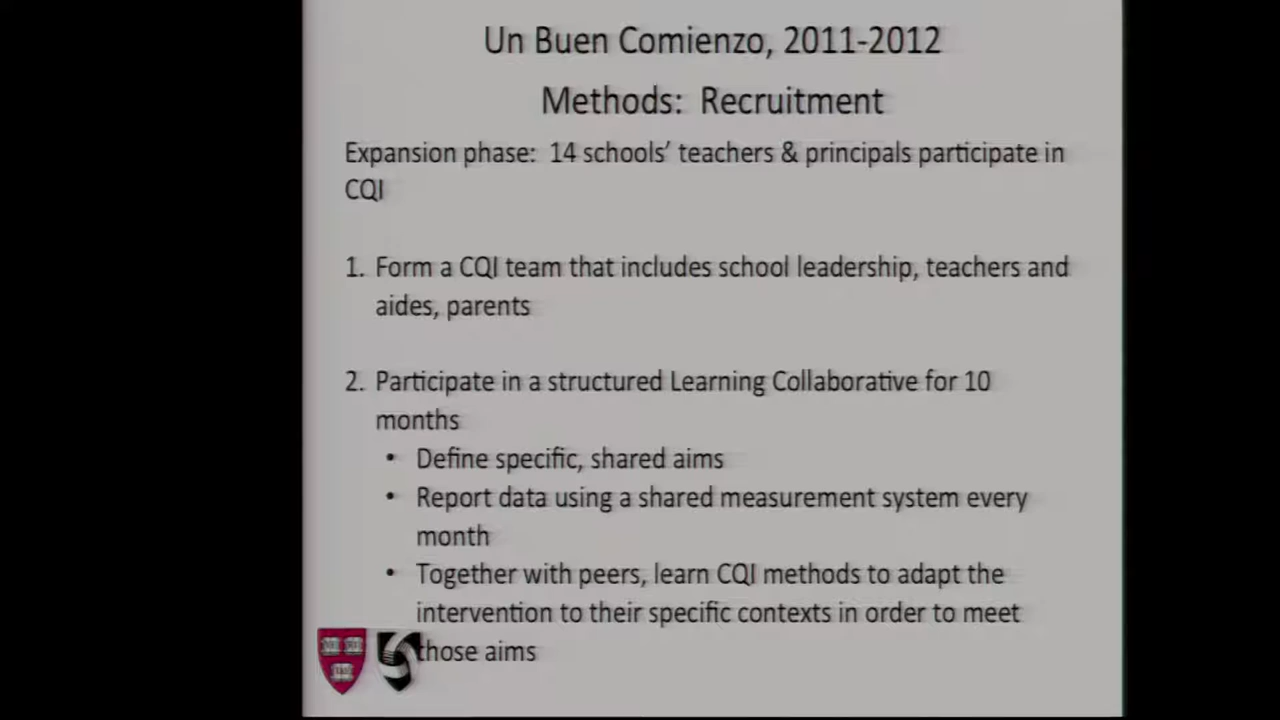 Un Buen Comienzo, 2011-2012
Methods: Recruitment
Expansion phase: 14 schools’ teachers & principals participate in
CQI
1. Form a CQI team that includes school leadership, teachers and
aides, parents
2. Participate in a structured Learning Collaborative for 10
months
• Define specific, shared aims
• Report data using a shared measurement system every
month
• Together with peers, learn CQI methods to adapt the
intervention to their specific contexts in order to meet
those aims